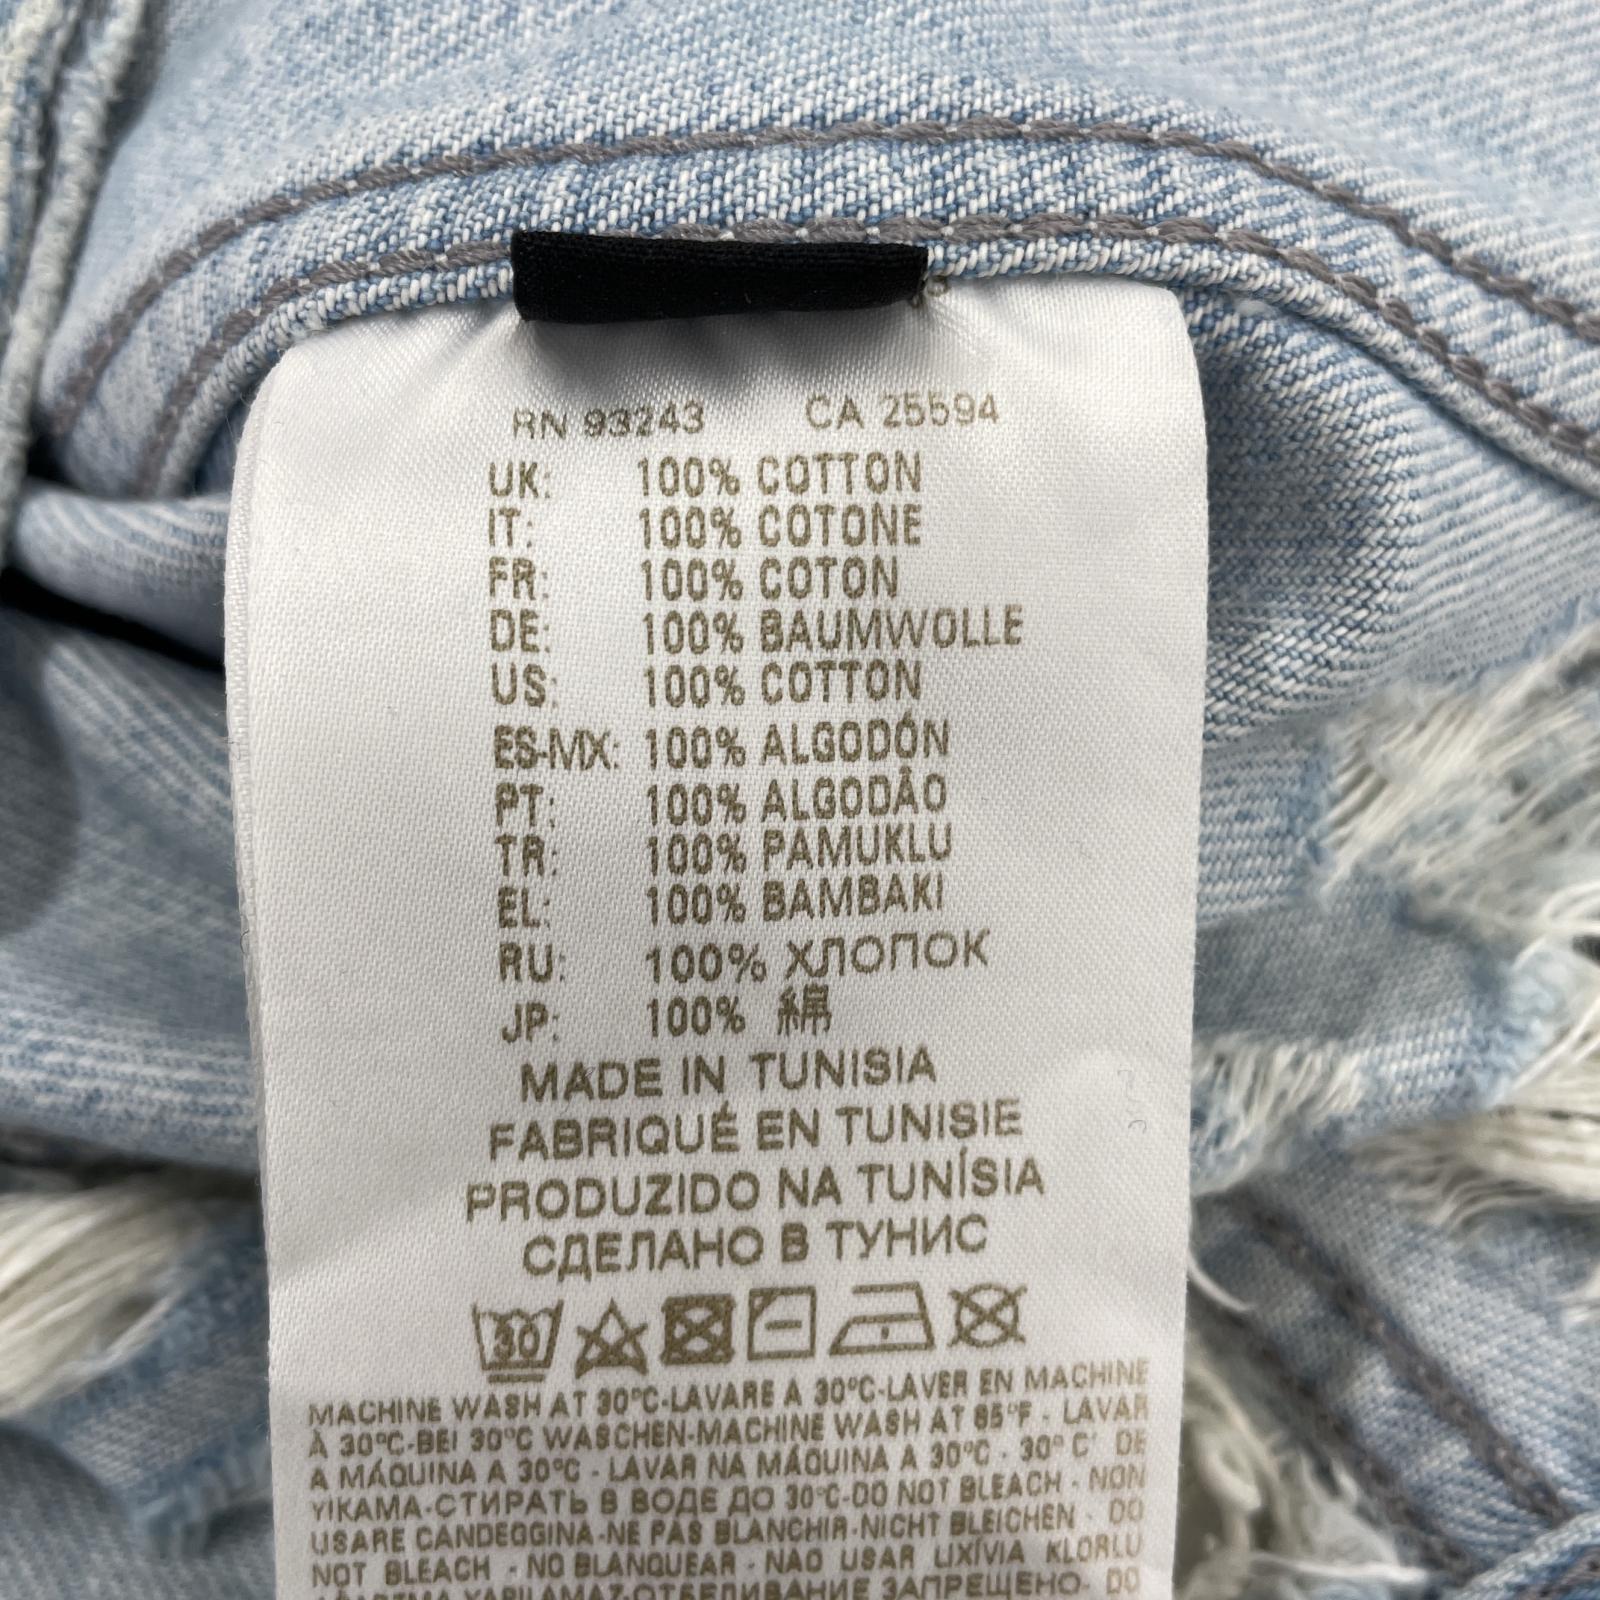 RN 93243 CA 25594
UK: 100% COTTON
IT: 100% COTONE
FR: 100% COTON
DE: 100% BAUMWOLLE
US: 100% COTTON
ES-MX: 100% ALGODÓN
PT: 100% ALGODÂO
TR: 100% PAMUKLU
EL: 100% BAMBAKI
RU: 100% ХЛОПОК
JP: 100% 綿
MADE IN TUNISIA
FABRIQUÉ EN TUNISIE
PRODUZIDO NA TUNÍSIA
СДЕЛАНО В ТУНИС
30
MACHINE WASH AT 30°C-LAVARE A 30°C-LAVER EN MACHINE
À 30°C-BEI 30°C WASCHEN-MACHINE WASH AT 85°F - LAVAR
A MÁQUINA A 30°C - LAVAR NA MÁQUINA A 30°C - 30° C' DE
YIKAMA-СТИРАТЬ В ВОДЕ ДО 30°C-DO NOT BLEACH - NON
USARE CANDEGGINA-NE PAS BLANCHIR-NICHT BLEICHEN - DO
NOT BLEACH - NO BLANQUEAR - NAO USAR LIXÍVIA KLORLU
YAPILAMAZ-ОТБЕЛИВАНИЕ ЗАПРЕЩЕНО- DO